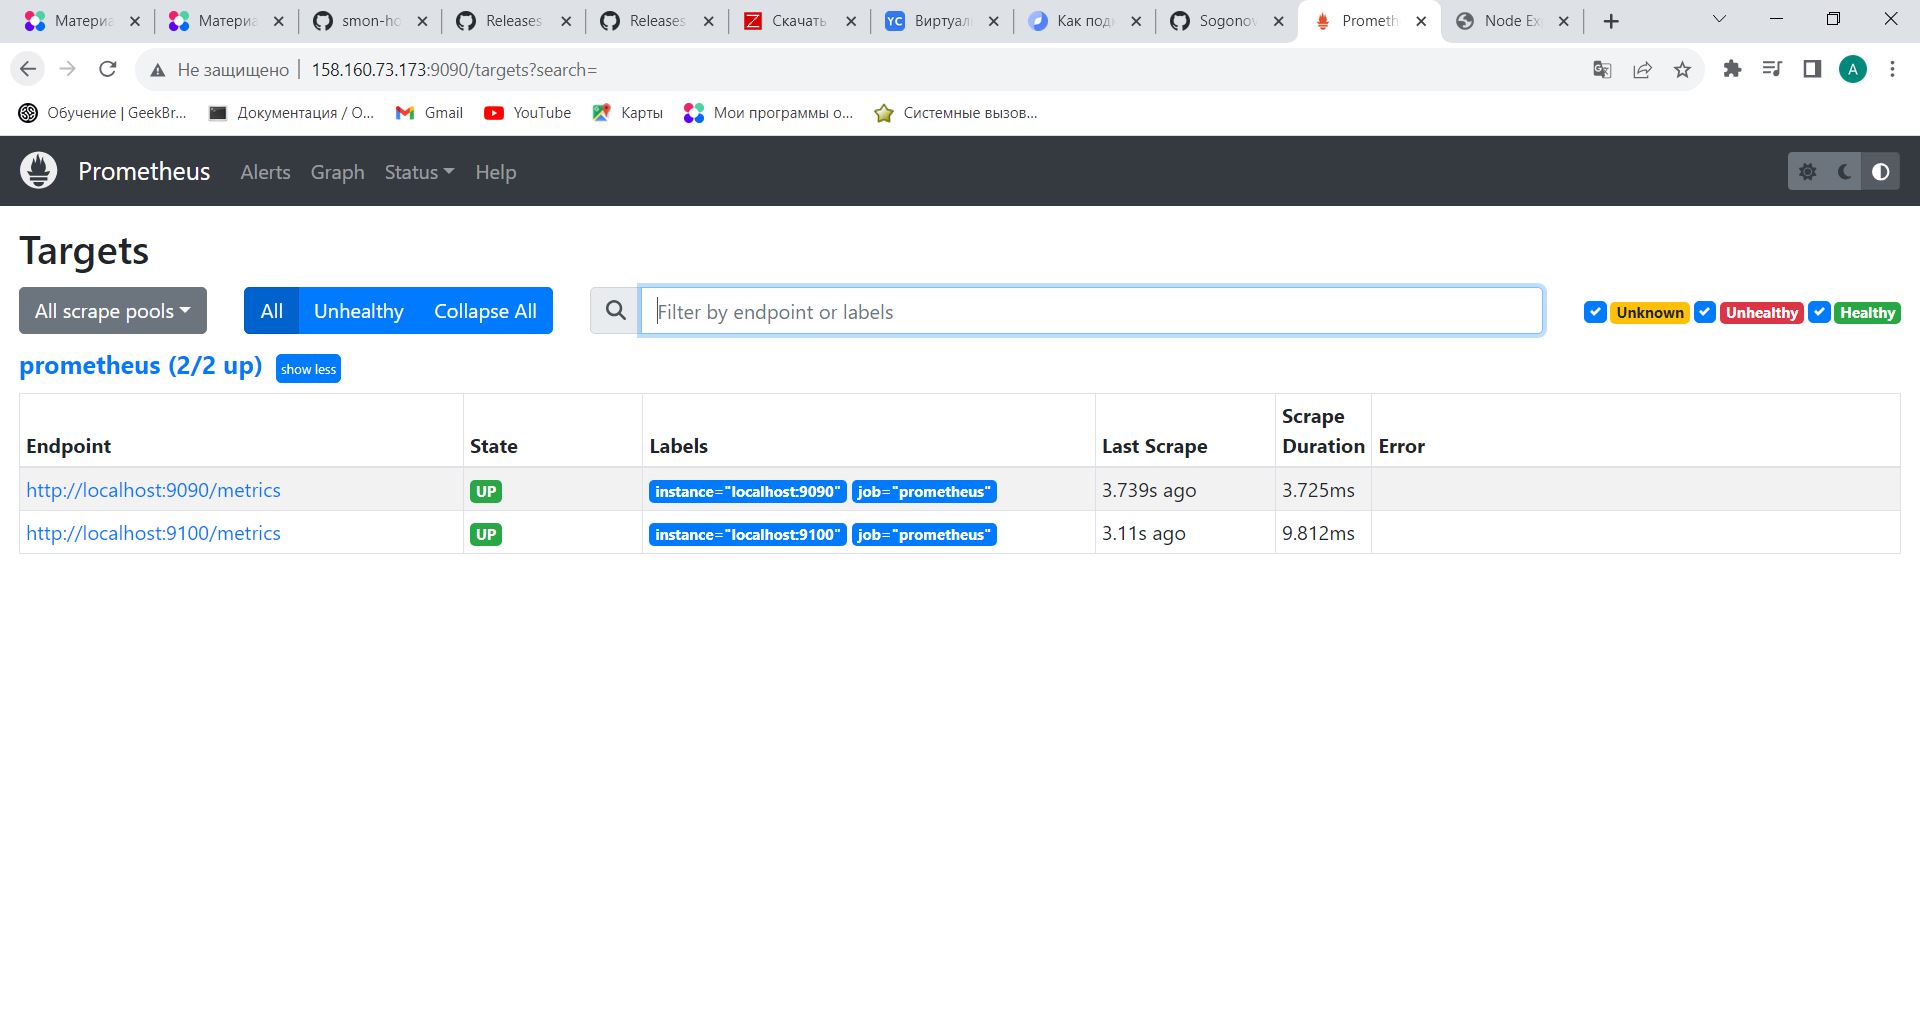 Материа
Материа
smon-ho
Releases
Releases
Скачать
YC
Виртуал
Как под
Sogonov
Prometh
Node Ex
Не защищено
158.160.73.173:9090/targets?search=
A
Обучение | GeekBr...
Документация / О...
Gmail
YouTube
Карты
Мои программы о...
Системные вызов...
Prometheus
Alerts
Graph
Status
Help
Targets
All scrape pools
All
Unhealthy
Collapse All
Filter by endpoint or labels
Unknown
Unhealthy
Healthy
prometheus (2/2 up)
show less
Endpoint
State
Labels
Last Scrape
Scrape
Duration
Error
http://localhost:9090/metrics
UP
instance="localhost:9090"
job="prometheus"
3.739s ago
3.725ms
http://localhost:9100/metrics
UP
instance="localhost:9100"
job="prometheus"
3.11s ago
9.812ms